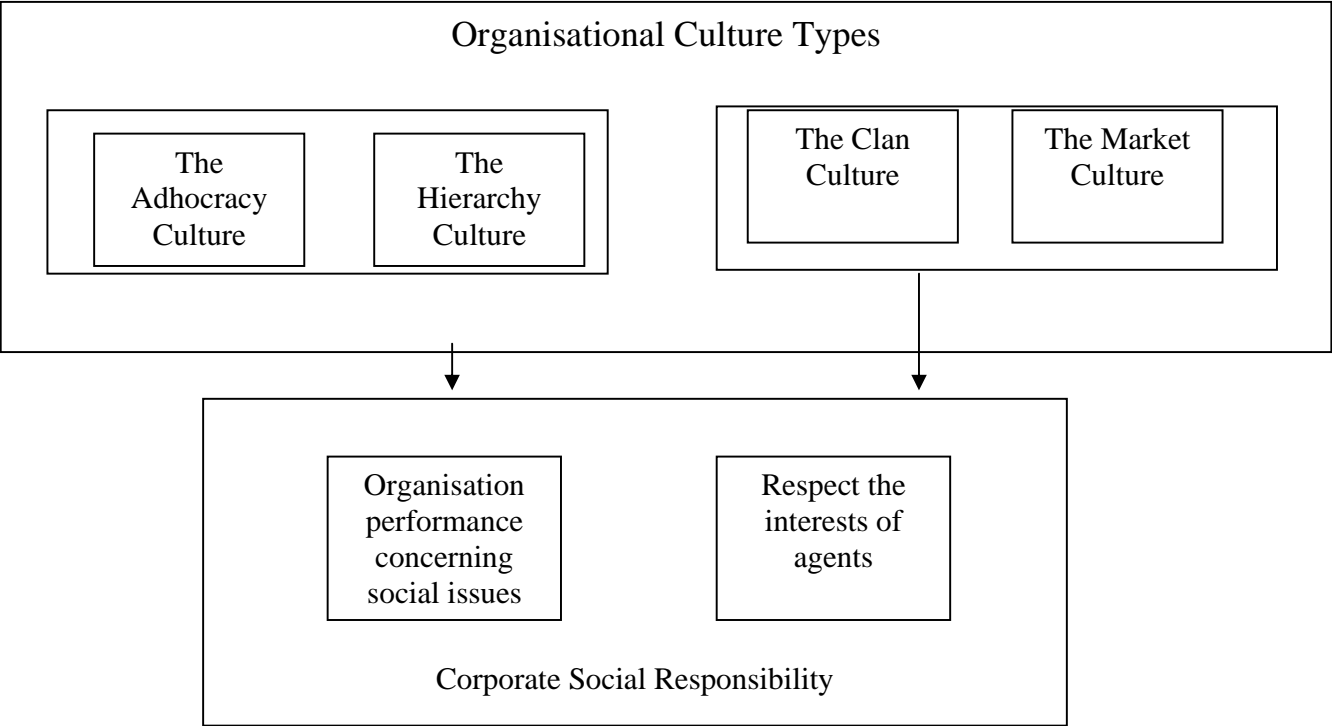 Organisational Culture Types
The
Adhocracy
Culture
The
Hierarchy
Culture
The Clan
Culture
The Market
Culture
Organisation
performance
concerning
social issues
Respect the
interests of
agents
Corporate Social Responsibility